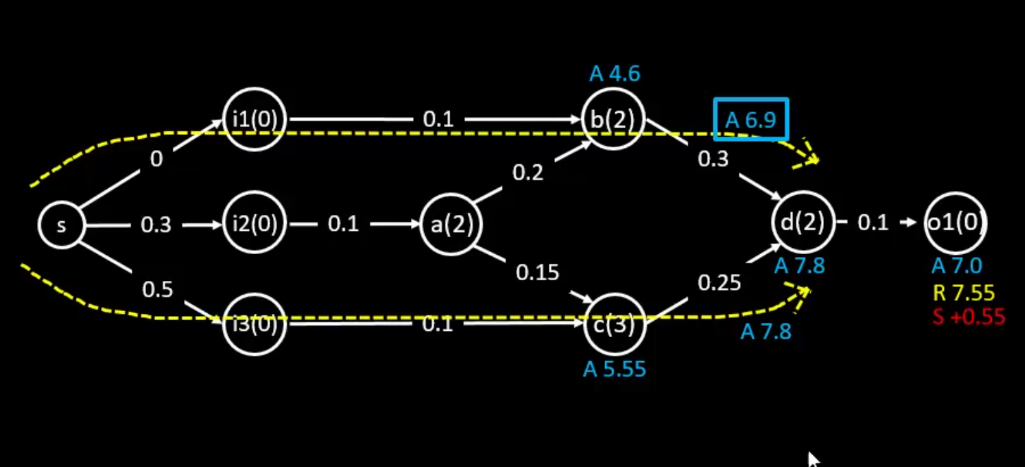 A 4.6
i1(0)
0.1
b(2)
A 6.9
0
0.2
0.3
s
0.3
i2(0)
0.1
a(2)
d(2)
0.1
o1(0)
0.15
0.25
A 7.8
A 7.0
0.5
R 7.55
i3(0)
0.1
c(3)
A 7.8
S +0.55
A 5.55